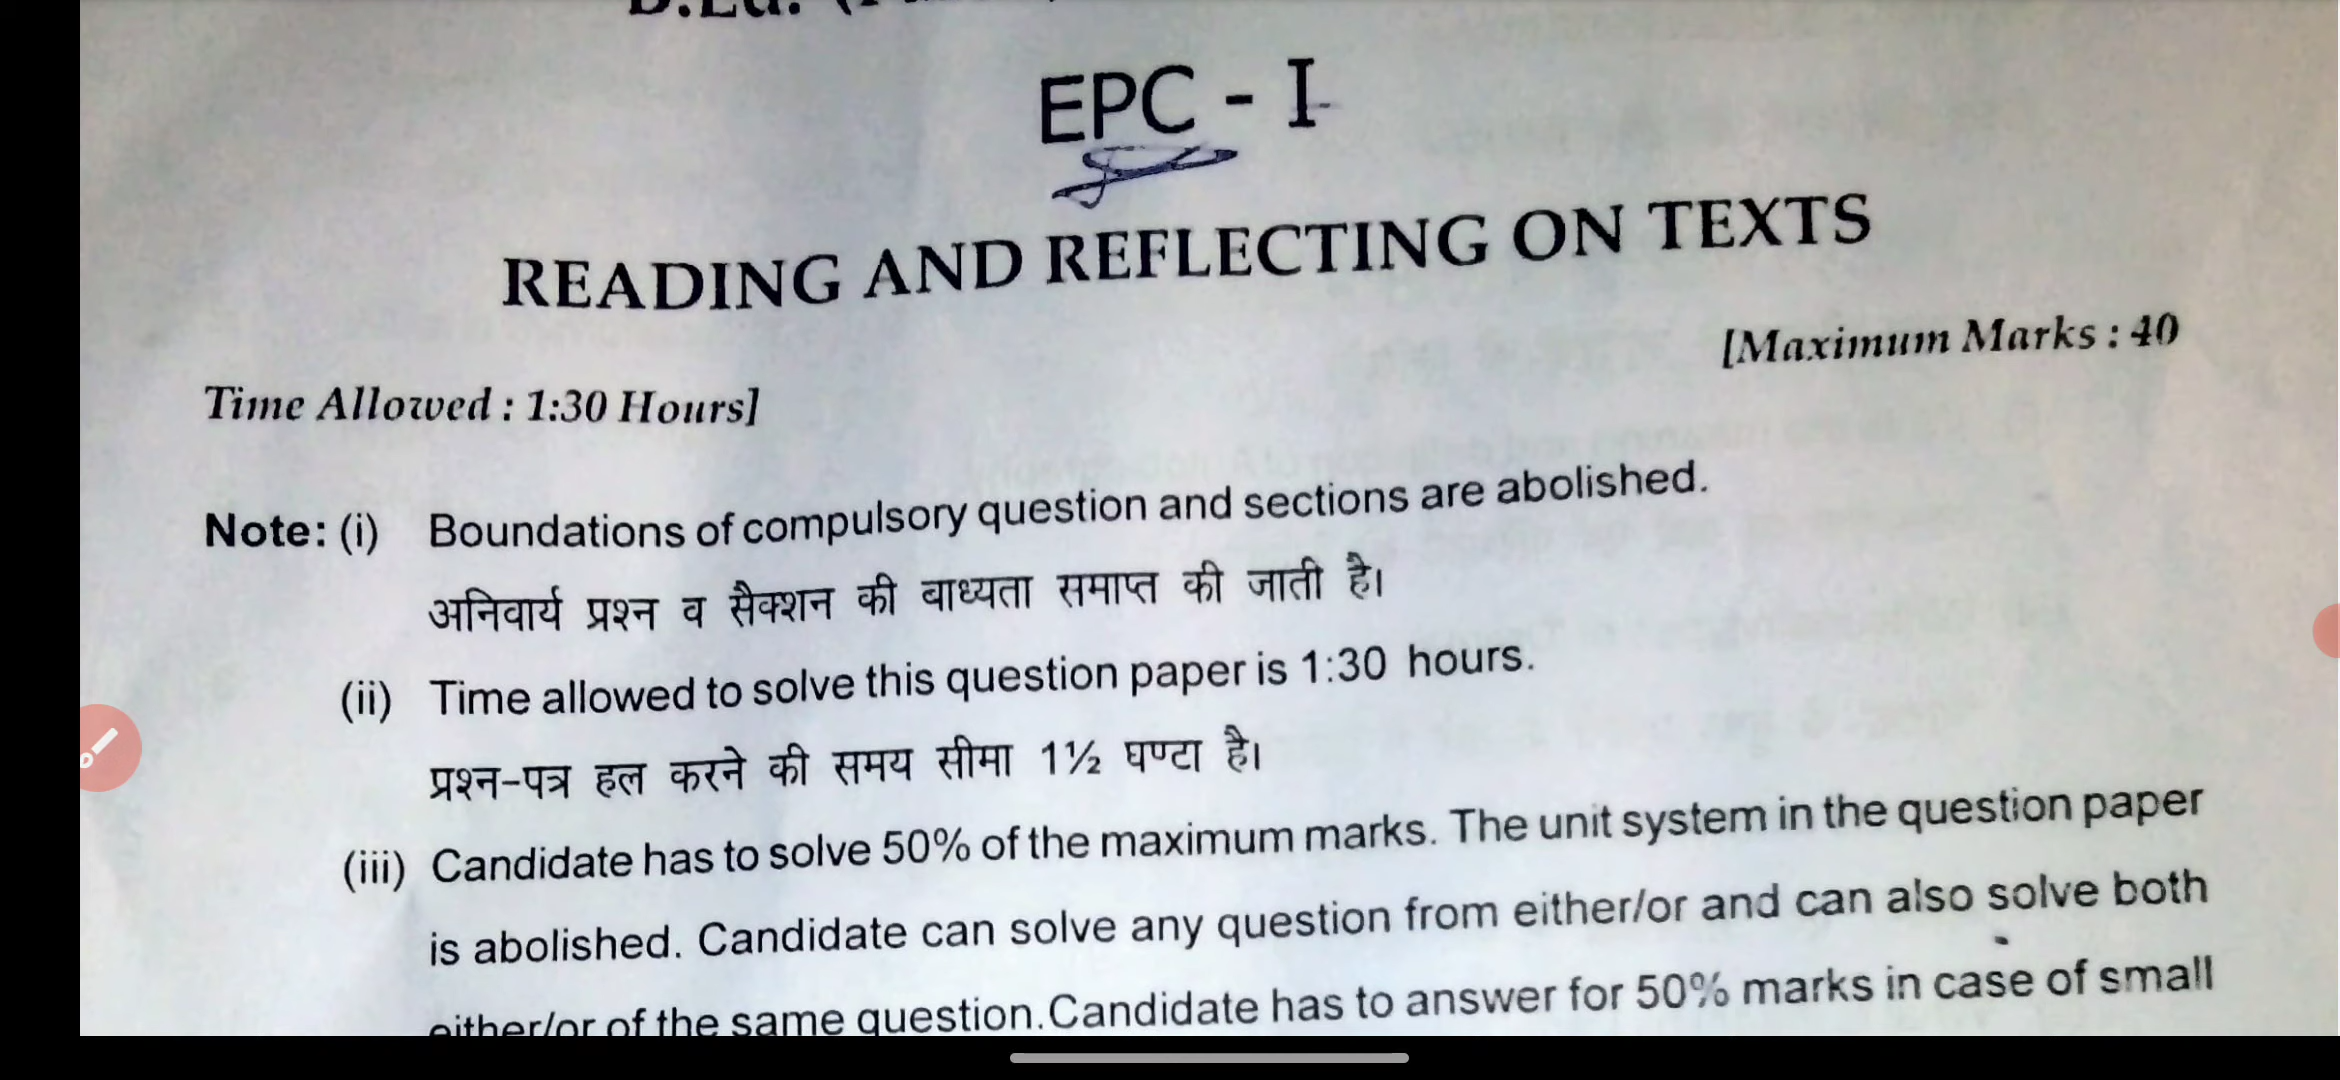 EPC - I
READING AND REFLECTING ON TEXTS
[Maximum Marks : 40
Time Allowed : 1:30 Hours]
Note: (i) Boundations of compulsory question and sections are abolished.
अनिवार्य प्रश्न व सैक्शन की बाध्यता समाप्त की जाती है।
(ii) Time allowed to solve this question paper is 1:30 hours.
प्रश्न-पत्र हल करने की समय सीमा 1½ घण्टा है।
(iii) Candidate has to solve 50% of the maximum marks. The unit system in the question paper
is abolished. Candidate can solve any question from either/or and can also solve both
either/or of the same question.Candidate has to answer for 50% marks in case of small